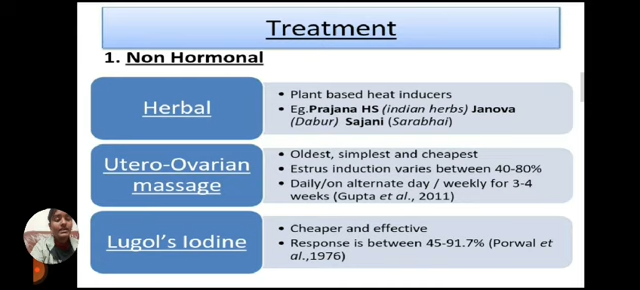 Treatment
1. Non Hormonal
Herbal
• Plant based heat inducers
• Eg.Prajana HS (indian herbs) Janova
(Dabur) Sajani (Sarabhai)
Utero-Ovarian
massage
• Oldest, simplest and cheapest
• Estrus induction varies between 40-80%
• Daily/on alternate day / weekly for 3-4
weeks (Gupta et al., 2011)
Lugol's Iodine
• Cheaper and effective
• Response is between 45-91.7% (Porwal et
al.,1976)